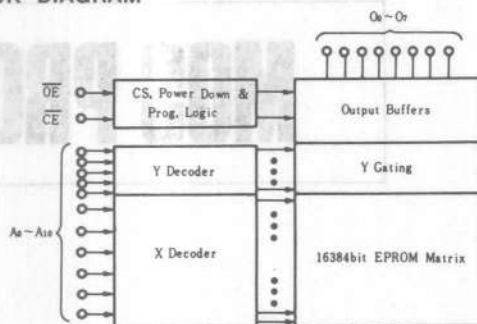 DIAGRAM
O₀~O₇
OE
CE
CS, Power Down &
Prog. Logic
Output Buffers
Y Decoder
Y Gating
A₀~A₁₀
X Decoder
16384bit EPROM Matrix